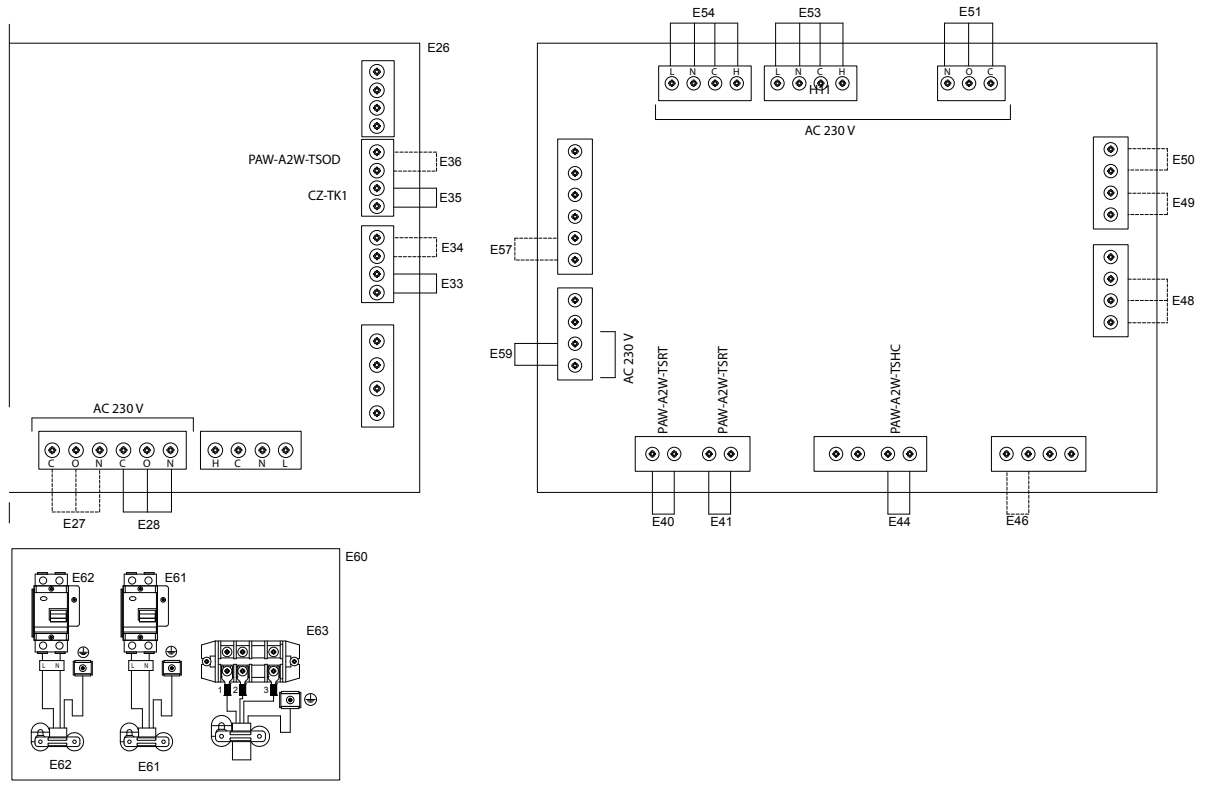 E54 E53 E51
E26
L N C H L N C H N O C
H11
AC 230 V
PAW-A2W-TSOD E36
CZ-TK1 E35
E34
E33
E50
E49
E57
E48
E59
AC 230 V
PAW-A2W-TSRT
PAW-A2W-TSRT
PAW-A2W-TSHC
AC 230 V
C O N C O N H C N L
E27 E28
E40 E41 E44 E46
E60
E62 E61
E63
L N L N
1 2 3
E62 E61